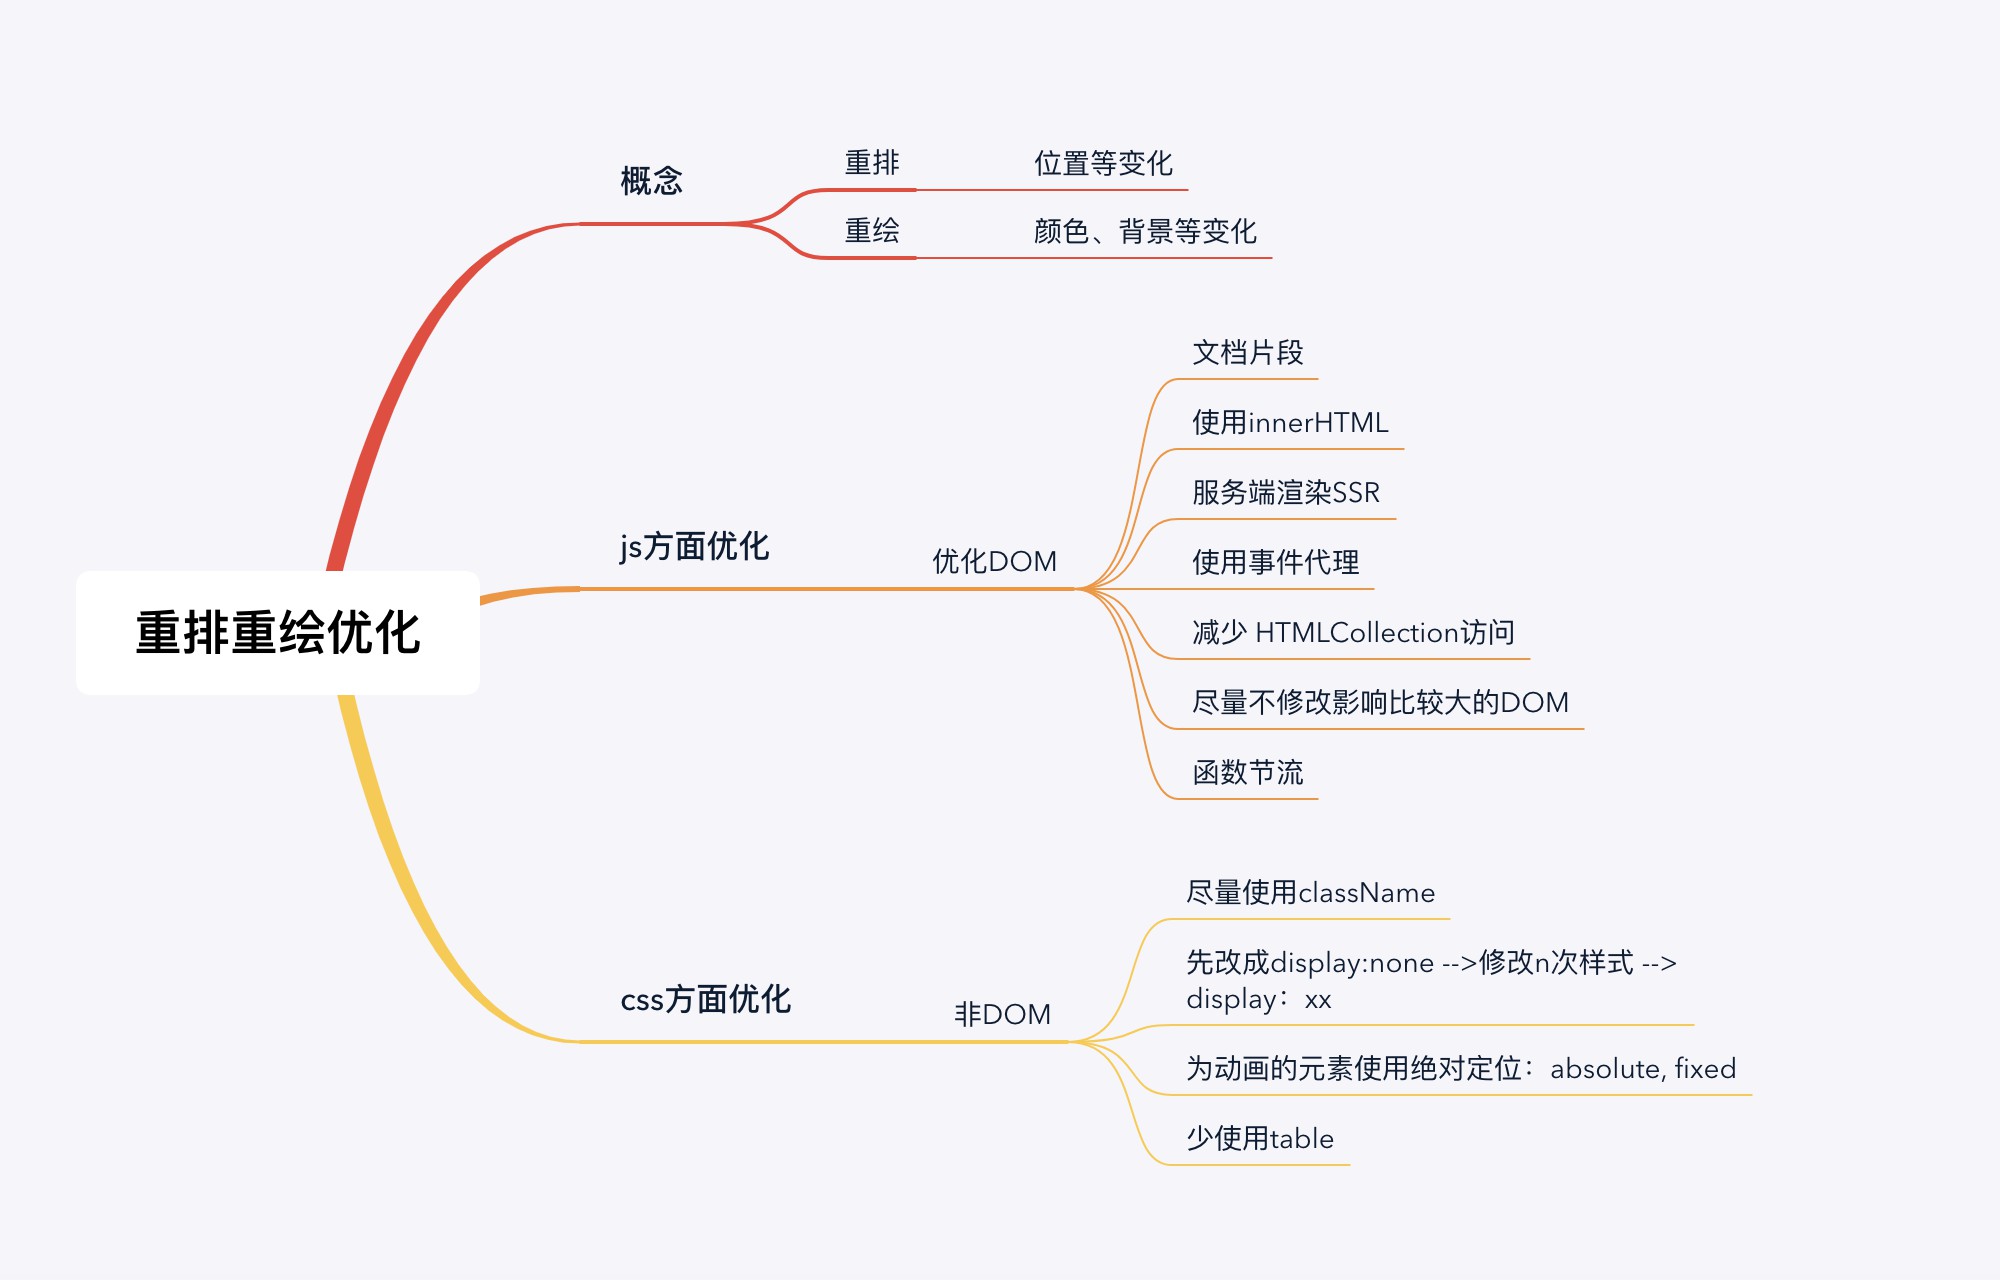 重排重绘优化
概念
重排
位置等变化
重绘
颜色、背景等变化
js方面优化
优化DOM
文档片段
使用innerHTML
服务端渲染SSR
使用事件代理
减少 HTMLCollection访问
尽量不修改影响比较大的DOM
函数节流
css方面优化
非DOM
尽量使用className
先改成display:none -->修改n次样式 -->
display：xx
为动画的元素使用绝对定位：absolute, fixed
少使用table